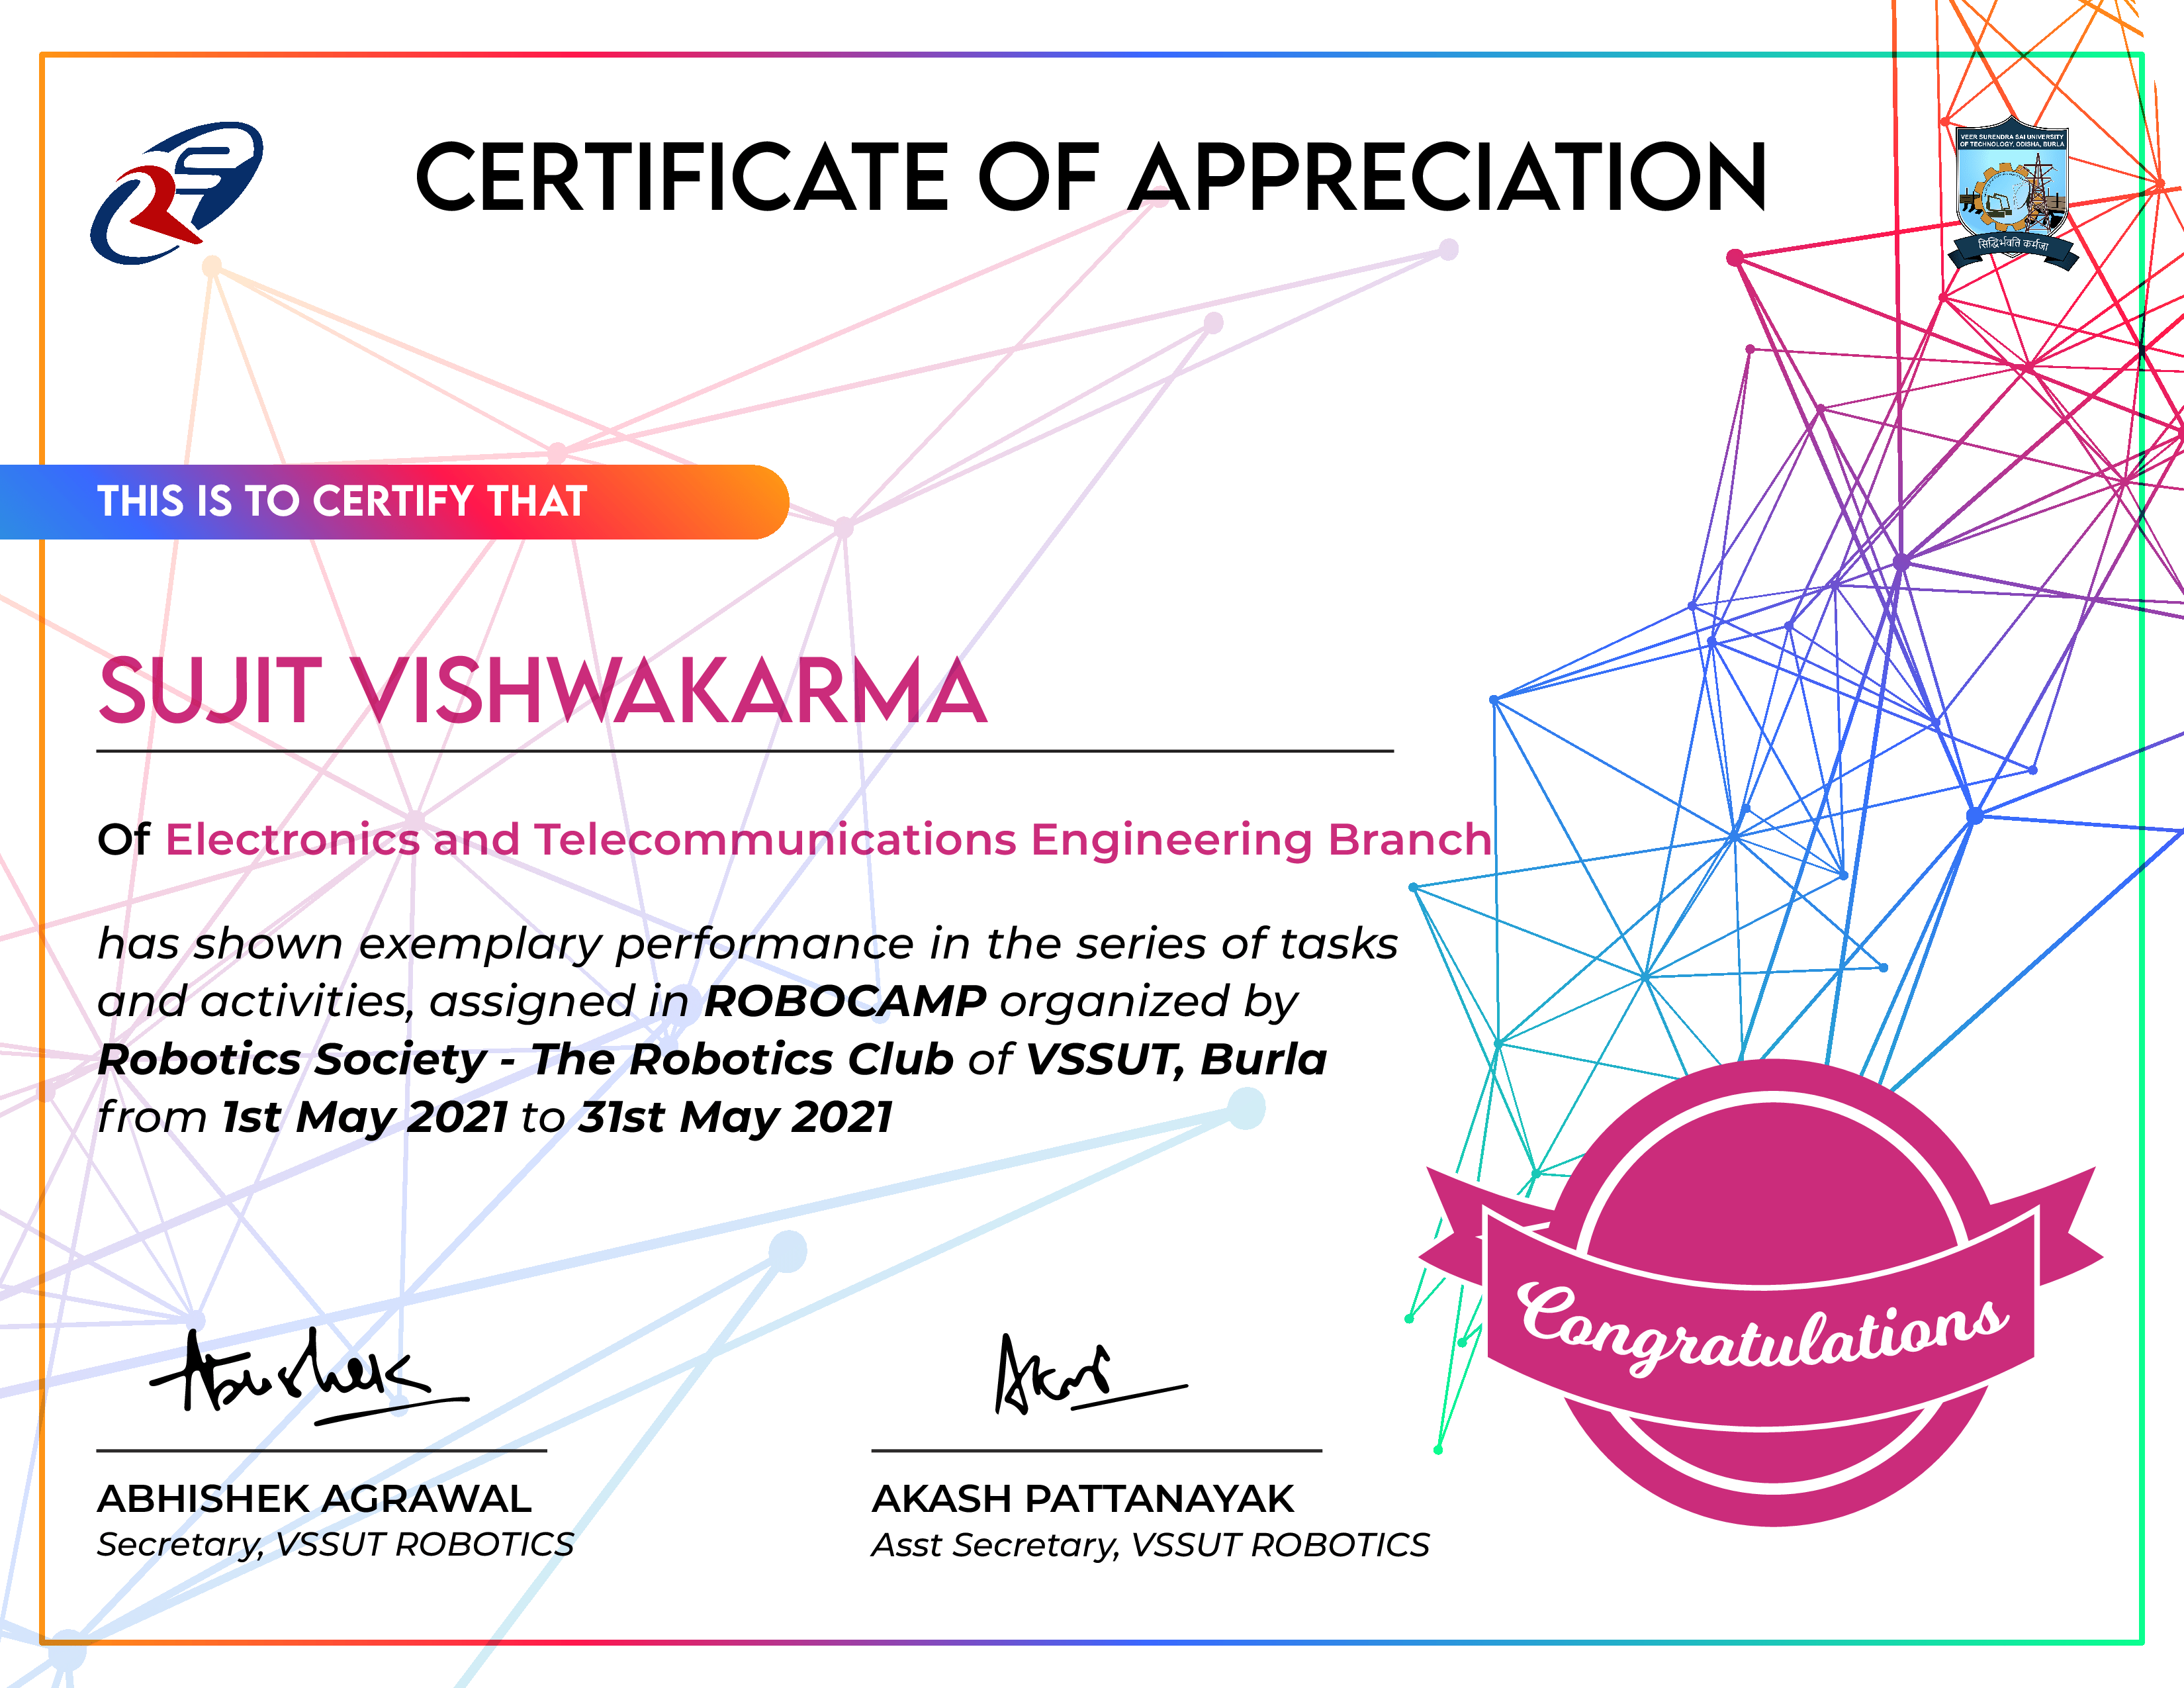 CERTIFICATE OF APPRECIATION
VEER SURENDRA SAI UNIVERSITY
OF TECHNOLOGY, ODISHA, BURLA
सिद्धिर्भवति कर्मजा
THIS IS TO CERTIFY THAT
SUJIT VISHWAKARMA
Of Electronics and Telecommunications Engineering Branch
has shown exemplary performance in the series of tasks
and activities, assigned in ROBOCAMP organized by
Robotics Society - The Robotics Club of VSSUT, Burla
from 1st May 2021 to 31st May 2021
Congratulations
Abhishek
Akash
ABHISHEK AGRAWAL
AKASH PATTANAYAK
Secretary, VSSUT ROBOTICS
Asst Secretary, VSSUT ROBOTICS